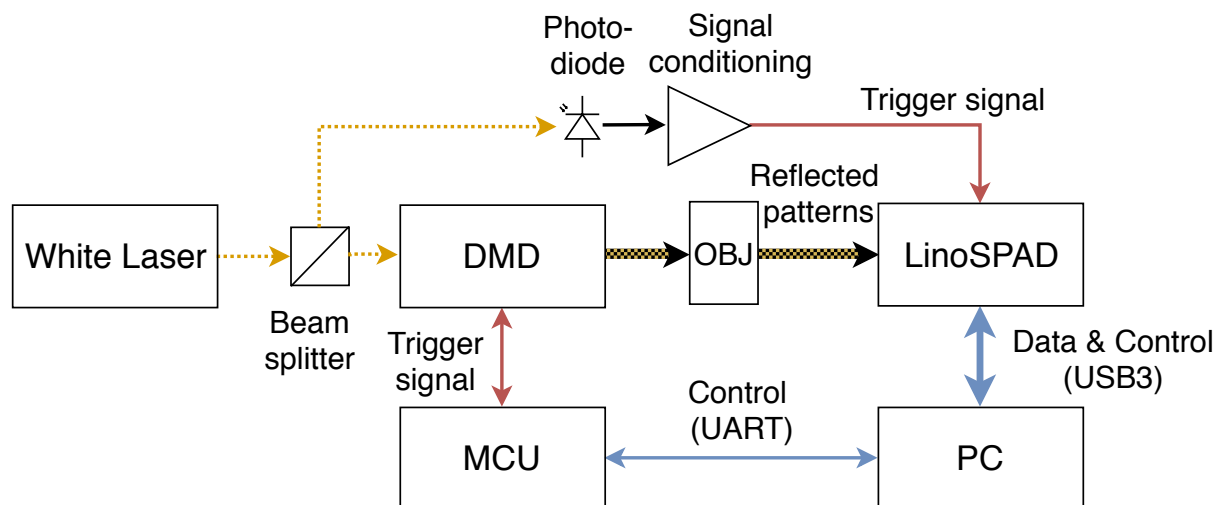 Photo-
diode
Signal
conditioning
Trigger signal
Reflected
patterns
White Laser
DMD
OBJ
LinoSPAD
Beam
splitter
Trigger
signal
Data & Control
(USB3)
Control
(UART)
MCU
PC